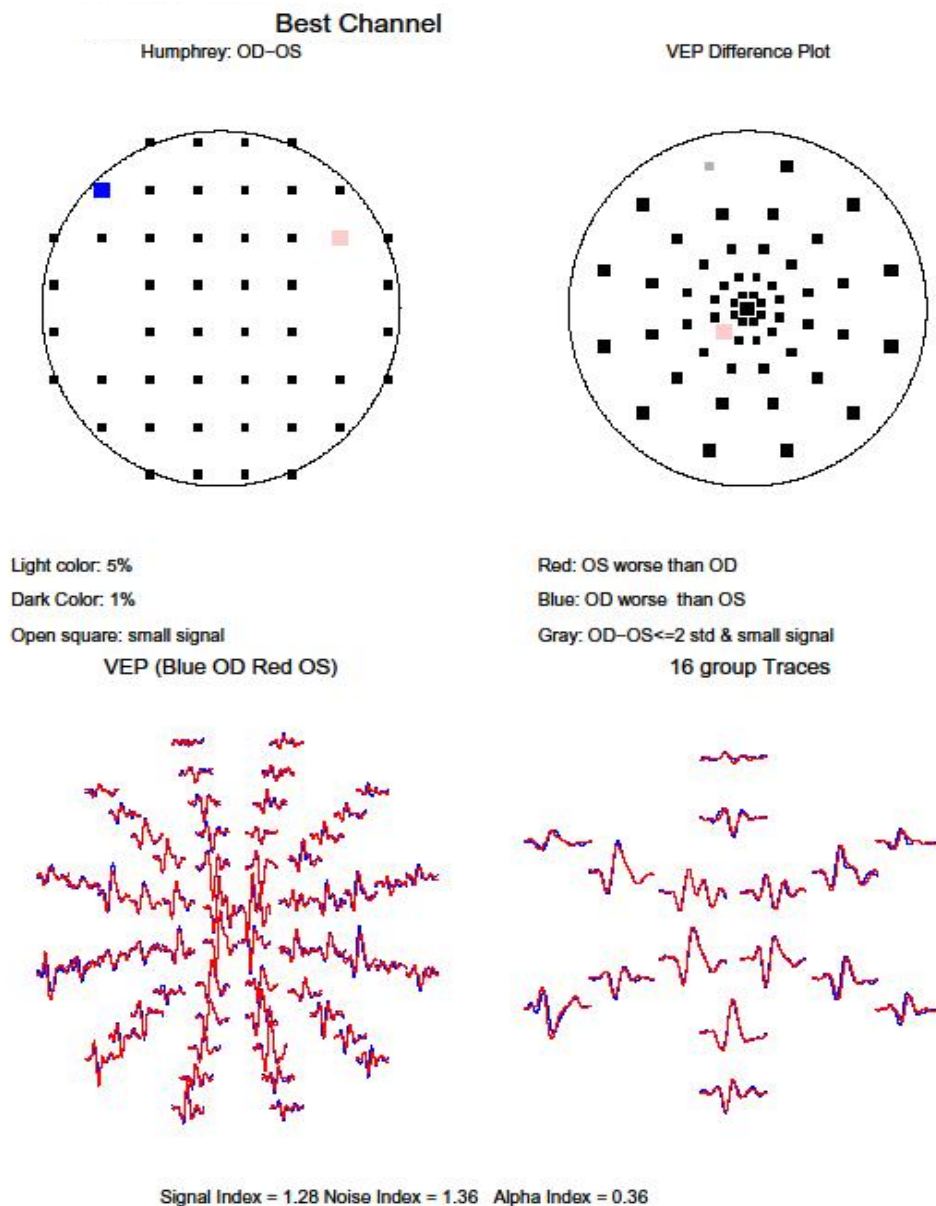 Best Channel
Humphrey: OD-OS
VEP Difference Plot
Light color: 5%
Dark Color: 1%
Open square: small signal
Red: OS worse than OD
Blue: OD worse than OS
Gray: OD-OS<=2 std & small signal
VEP (Blue OD Red OS)
16 group Traces
Signal Index = 1.28 Noise Index = 1.36 Alpha Index = 0.36